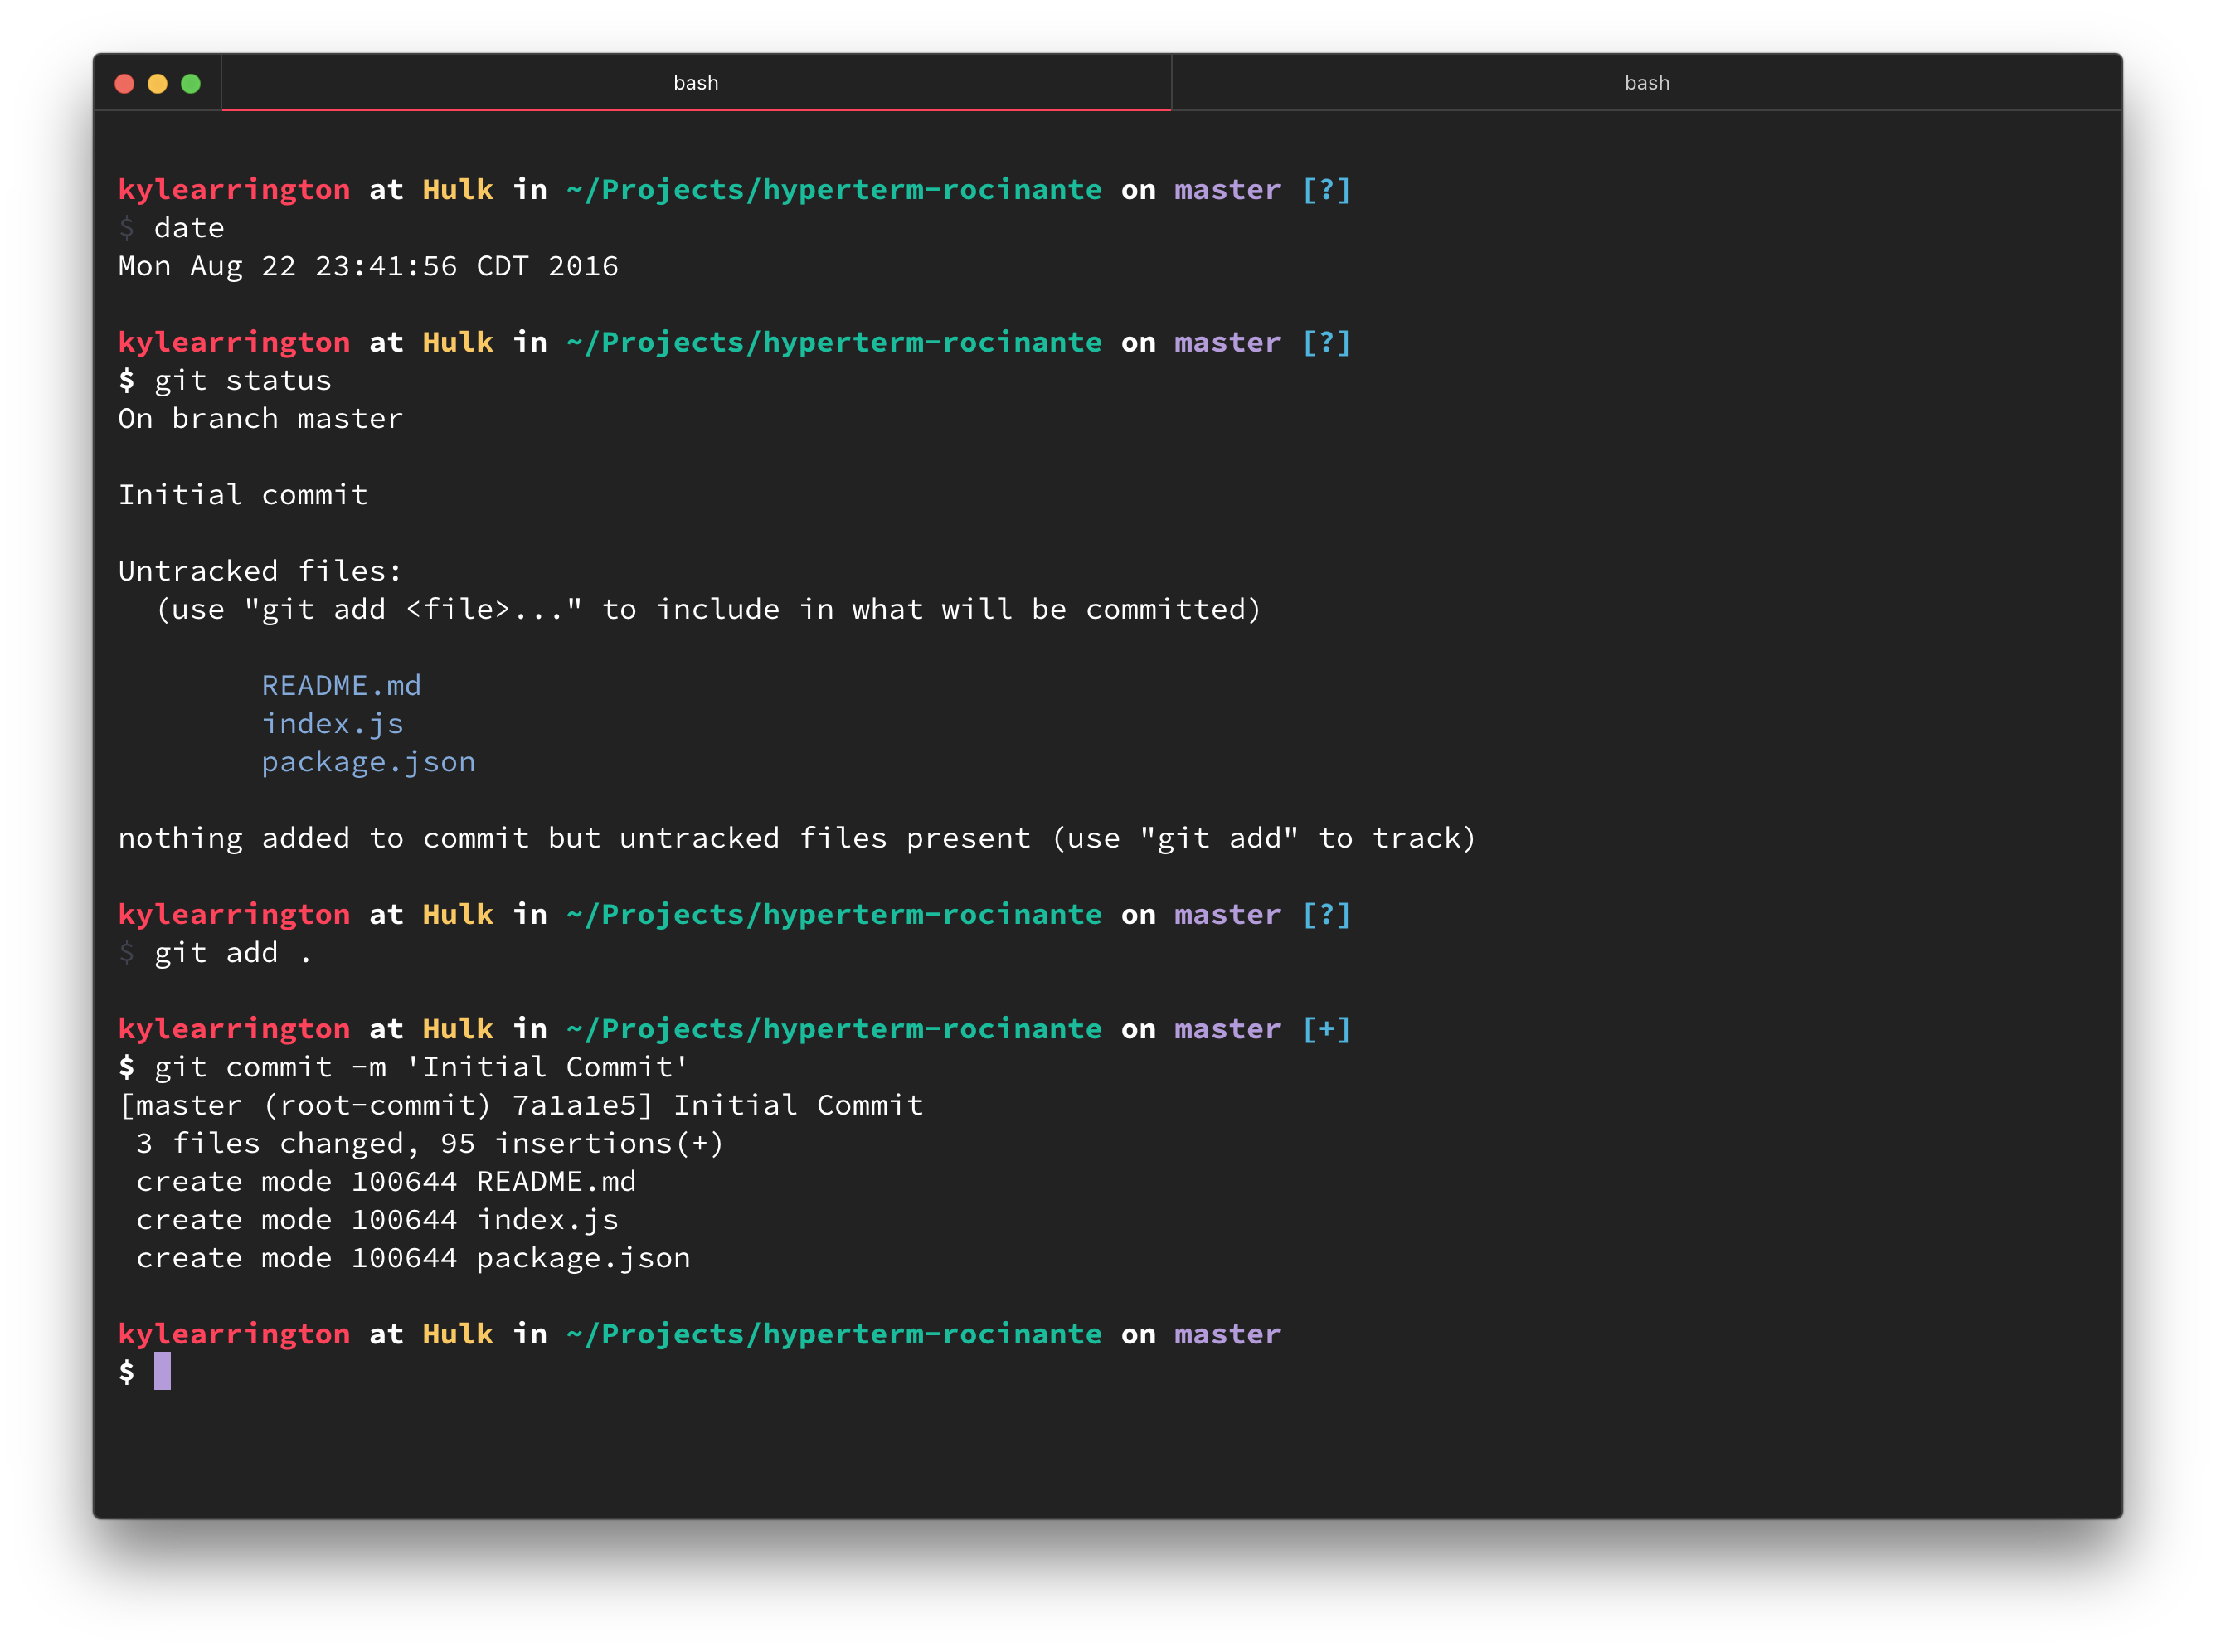 bash bash
kylearrington at Hulk in ~/Projects/hyperterm-rocinante on master [?]
$ date
Mon Aug 22 23:41:56 CDT 2016
kylearrington at Hulk in ~/Projects/hyperterm-rocinante on master [?]
$ git status
On branch master
Initial commit
Untracked files:
  (use "git add <file>..." to include in what will be committed)
        README.md
        index.js
        package.json
nothing added to commit but untracked files present (use "git add" to track)
kylearrington at Hulk in ~/Projects/hyperterm-rocinante on master [?]
$ git add .
kylearrington at Hulk in ~/Projects/hyperterm-rocinante on master [+]
$ git commit -m 'Initial Commit'
[master (root-commit) 7a1a1e5] Initial Commit
 3 files changed, 95 insertions(+)
 create mode 100644 README.md
 create mode 100644 index.js
 create mode 100644 package.json
kylearrington at Hulk in ~/Projects/hyperterm-rocinante on master
$